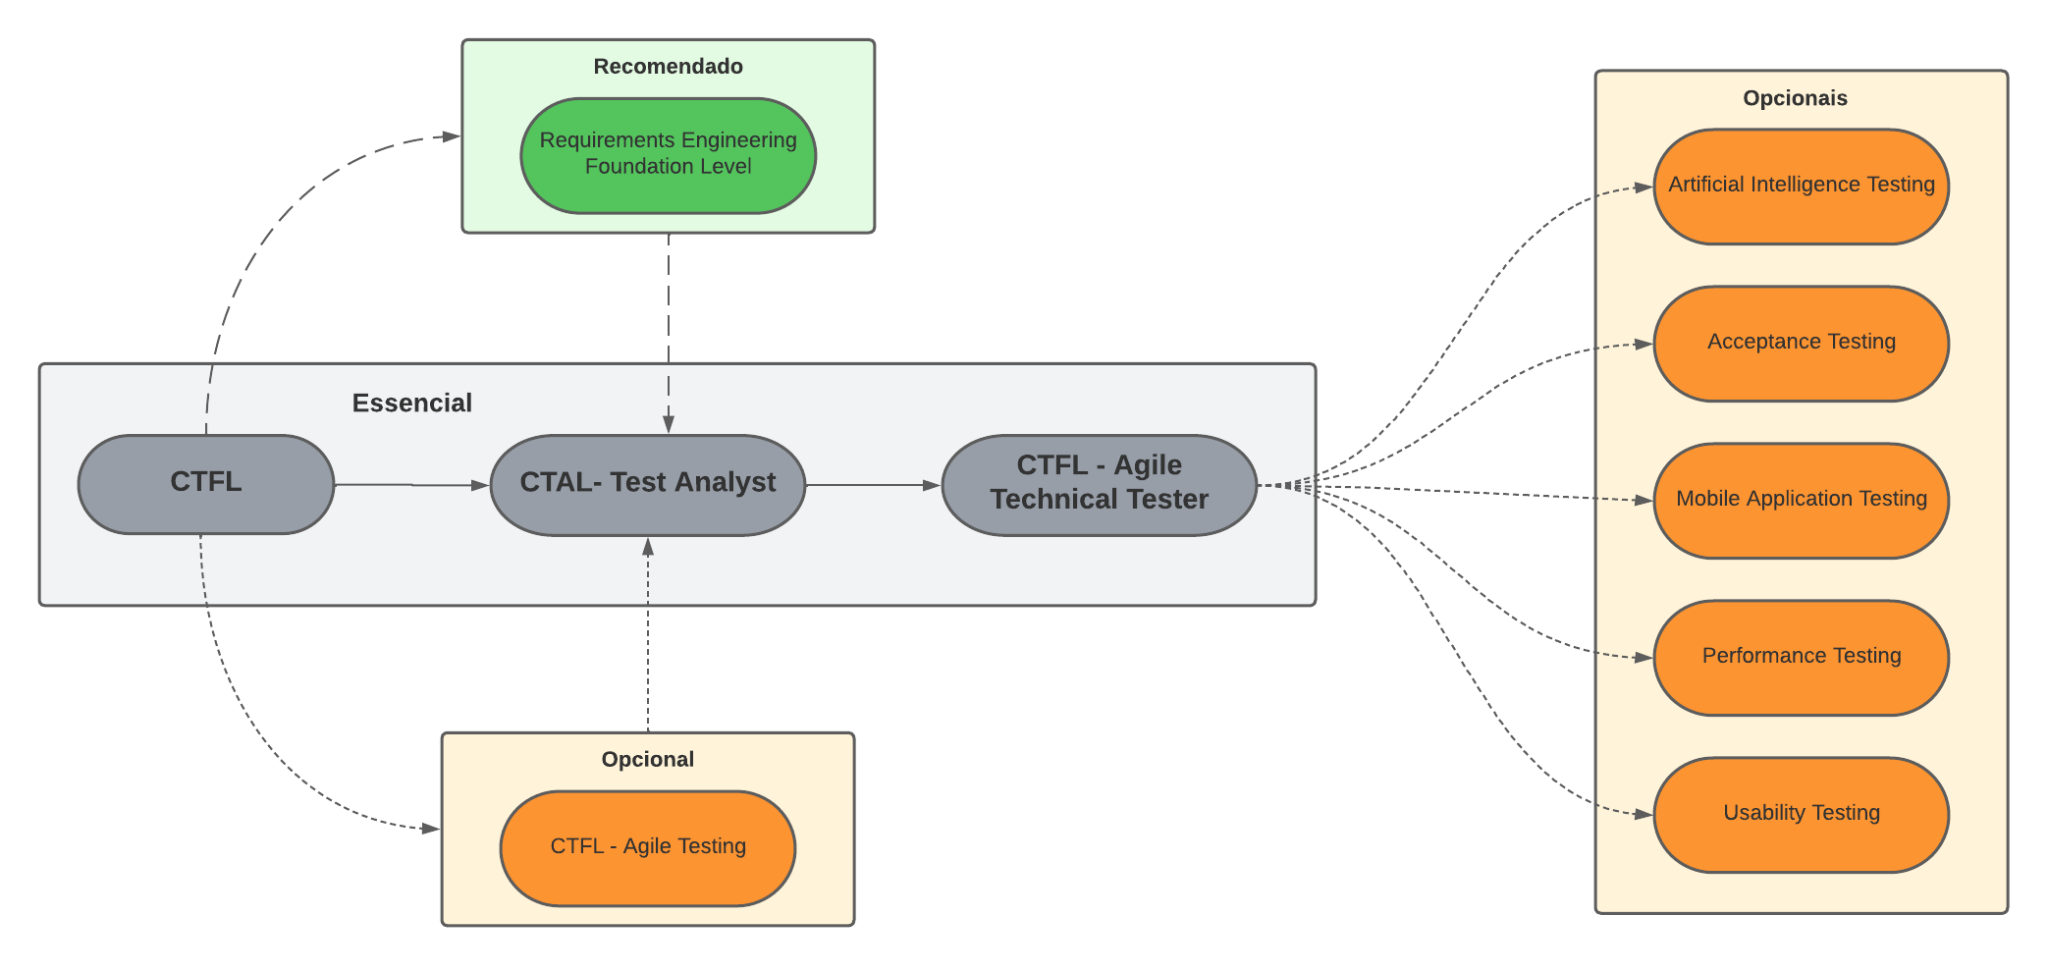 Recomendado
Requirements Engineering
Foundation Level
Essencial
CTFL
CTAL- Test Analyst
CTFL - Agile
Technical Tester
Opcional
CTFL - Agile Testing
Opcionais
Artificial Intelligence Testing
Acceptance Testing
Mobile Application Testing
Performance Testing
Usability Testing